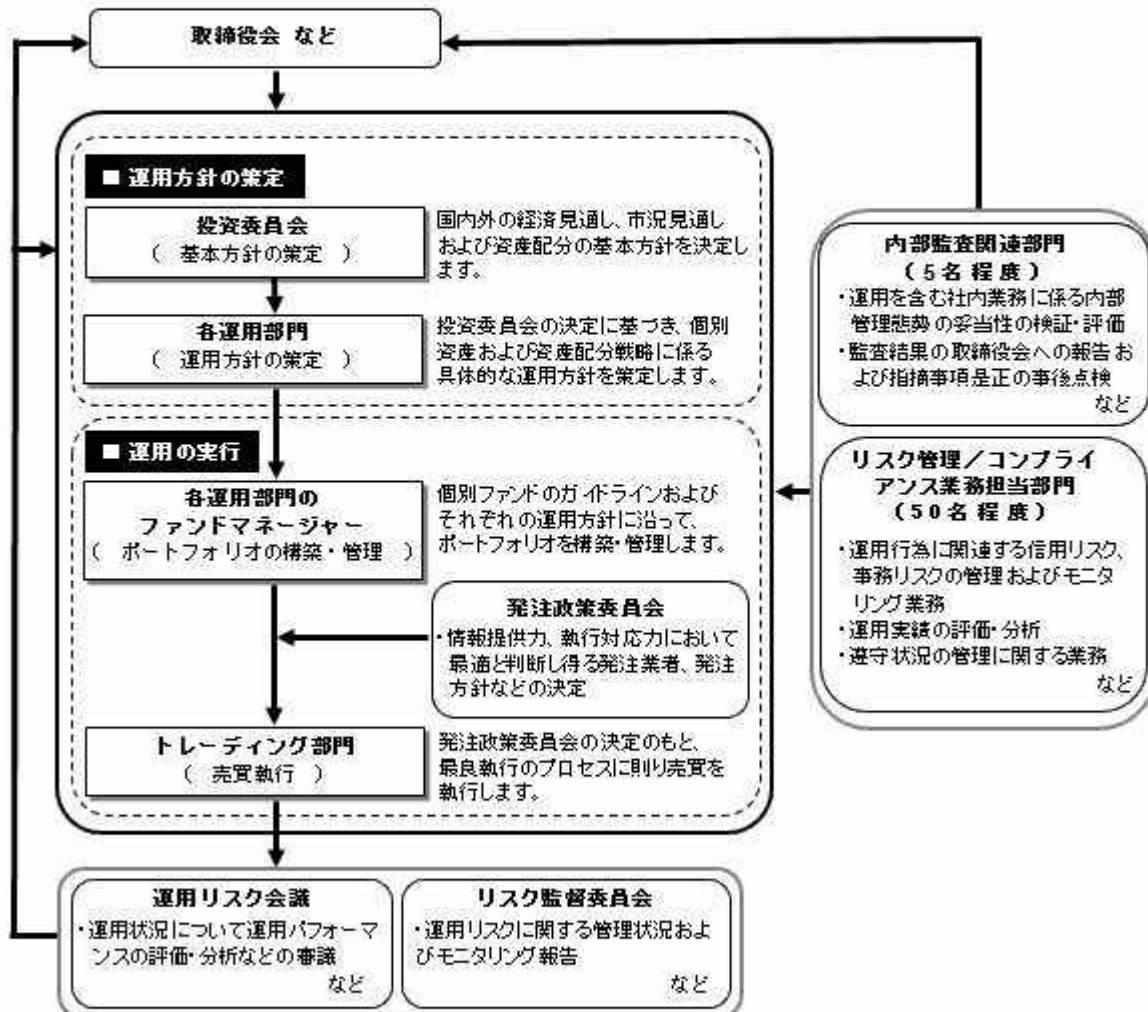 取締役会 など
■ 運用方針の策定
投資委員会
( 基本方針の策定 )
国内外の経済見通し、市況見通し
および資産配分の基本方針を決定し
ます。
各運用部門
( 運用方針の策定 )
投資委員会の決定に基づき、個別
資産および資産配分戦略に係る
具体的な運用方針を策定します。
■ 運用の実行
各運用部門の
ファンドマネージャー
( ポートフォリオの構築・管理 )
個別ファンドのガイドラインおよび
それぞれの運用方針に沿って、
ポートフォリオを構築・管理します。
発注政策委員会
・情報提供力、執行対応力において
最適と判断し得る発注業者、発注
方針などの決定
トレーディング部門
( 売買執行 )
発注政策委員会の決定のもと、
最良執行のプロセスに則り売買を
執行します。
内部監査関連部門
(5名程度)
・運用を含む社内業務に係る内部
管理態勢の妥当性の検証・評価
・監査結果の取締役会への報告お
よび指摘事項是正の事後点検
など
リスク管理/コンプライ
アンス業務担当部門
(50名程度)
・運用行為に関連する信用リスク、
事務リスクの管理およびモニタ
リング業務
・運用実績の評価・分析
・遵守状況の管理に関する業務
など
運用リスク会議
・運用状況について運用パフォーマ
ンスの評価・分析などの審議
など
リスク監督委員会
・運用リスクに関する管理状況およ
びモニタリング報告
など